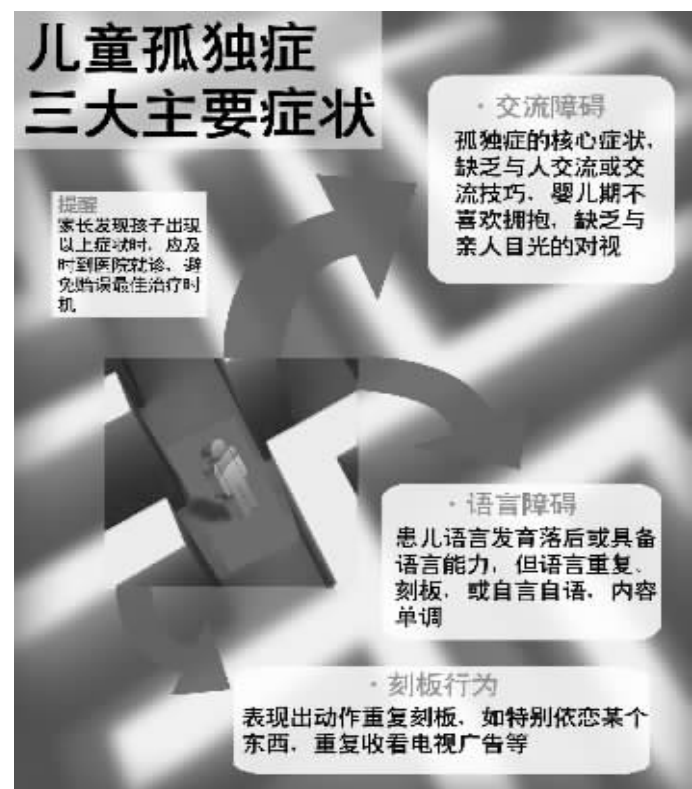 儿童孤独症
三大主要症状
·交流障碍
孤独症的核心症状、
缺乏与人交流或交
流技巧、婴儿期不
喜欢拥抱、缺乏与
亲人目光的对视
提醒
家长发现孩子出现
以上症状时，应及
时到医院就诊、避
免贻误最佳治疗时
机
·语言障碍
患儿语言发育落后或具备
语言能力，但语言重复、
刻板，或自言自语，内容
单调
·刻板行为
表现出动作重复刻板、如特别依恋某个
东西、重复收看电视广告等